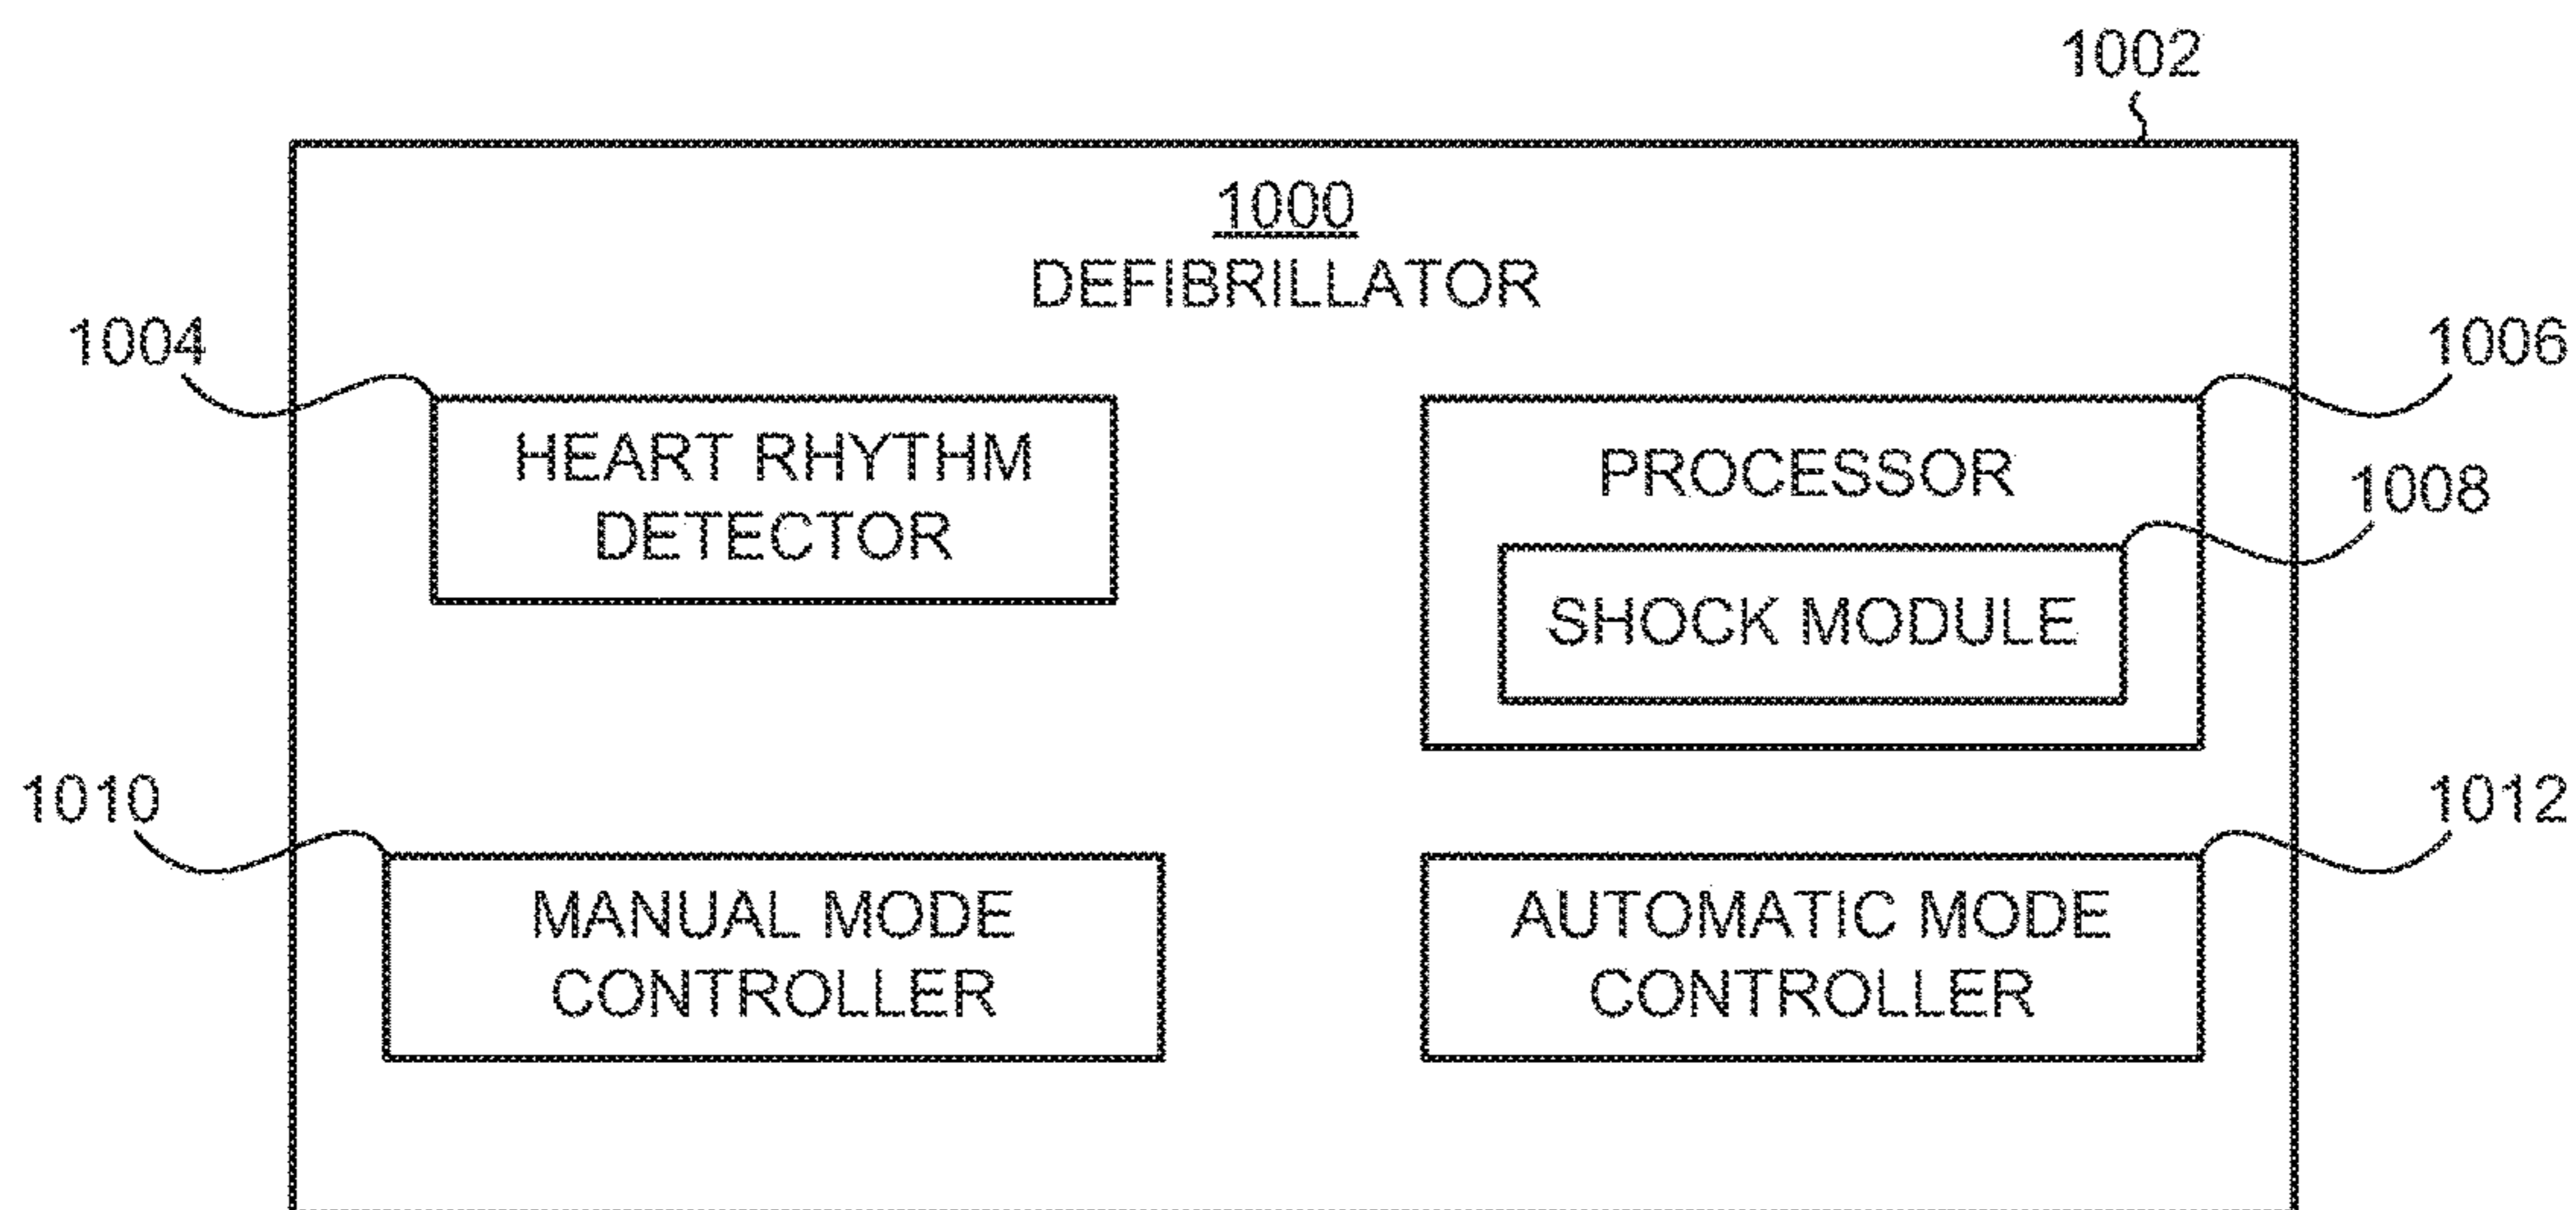 1002
1000
DEFIBRILLATOR
1004
1006
HEART RHYTHM
DETECTOR
PROCESSOR
1008
SHOCK MODULE
1010
1012
MANUAL MODE
CONTROLLER
AUTOMATIC MODE
CONTROLLER